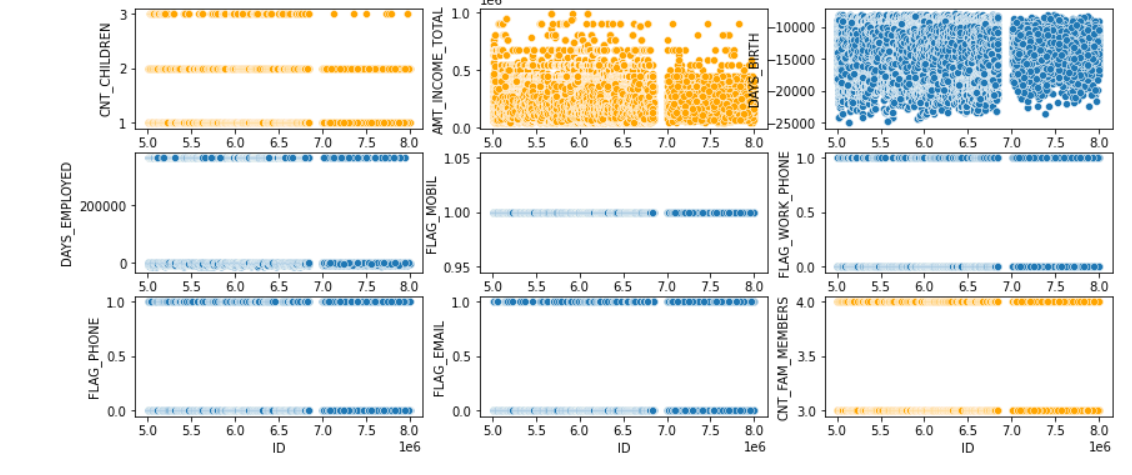 3
2
1
CNT_CHILDREN
5.0 5.5 6.0 6.5 7.0 7.5 8.0
1e6
1.0
0.5
0.0
AMT_INCOME_TOTAL
5.0 5.5 6.0 6.5 7.0 7.5 8.0
−10000
−15000
−20000
−25000
DAYS_BIRTH
5.0 5.5 6.0 6.5 7.0 7.5 8.0
200000
0
DAYS_EMPLOYED
5.0 5.5 6.0 6.5 7.0 7.5 8.0
1.05
1.00
0.95
FLAG_MOBIL
5.0 5.5 6.0 6.5 7.0 7.5 8.0
1.0
0.5
0.0
FLAG_WORK_PHONE
5.0 5.5 6.0 6.5 7.0 7.5 8.0
1.0
0.5
0.0
FLAG_PHONE
5.0 5.5 6.0 6.5 7.0 7.5 8.0
ID
1e6
1.0
0.5
0.0
FLAG_EMAIL
5.0 5.5 6.0 6.5 7.0 7.5 8.0
ID
1e6
4.0
3.5
3.0
CNT_FAM_MEMBERS
5.0 5.5 6.0 6.5 7.0 7.5 8.0
ID
1e6